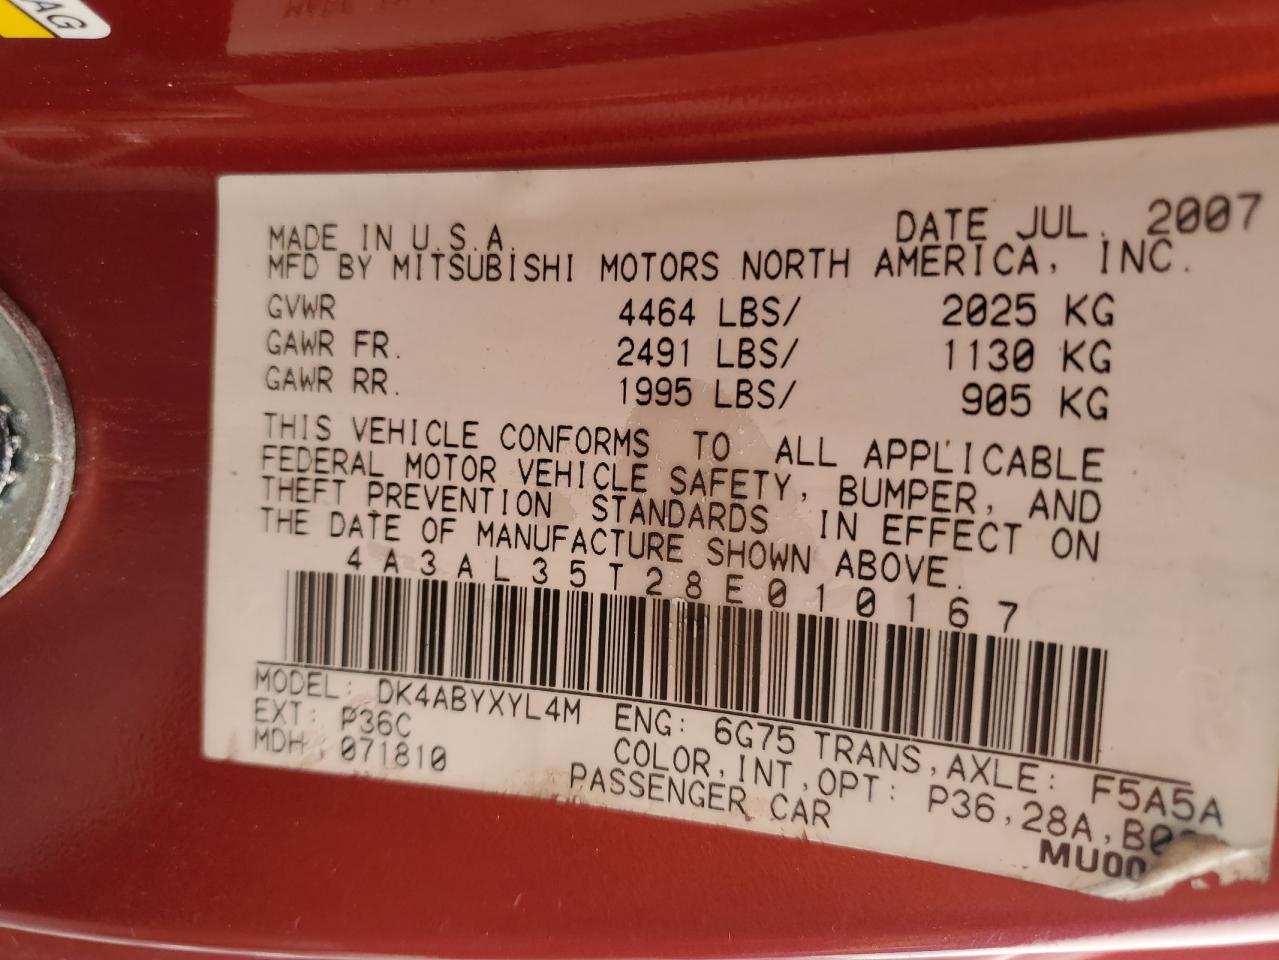 AG
DATE JUL. 2007
MADE IN U.S.A.
MFD BY MITSUBISHI MOTORS NORTH AMERICA, INC.
GVWR 4464 LBS/ 2025 KG
GAWR FR. 2491 LBS/ 1130 KG
GAWR RR. 1995 LBS/ 905 KG
THIS VEHICLE CONFORMS TO ALL APPLICABLE
FEDERAL MOTOR VEHICLE SAFETY, BUMPER, AND
THEFT PREVENTION STANDARDS IN EFFECT ON
THE DATE OF MANUFACTURE SHOWN ABOVE.
4A3AL35T28E010167
MODEL: DK4ABYXYL4M ENG: 6G75 TRANS,AXLE: F5A5A
EXT: P36C COLOR,INT,OPT: P36,28A,
MDH: 071810 PASSENGER CAR